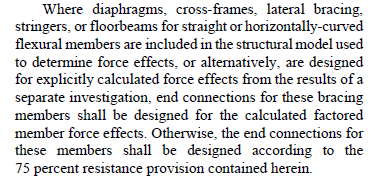 Where diaphragms, cross-frames, lateral bracing,
stringers, or floorbeams for straight or horizontally-curved
flexural members are included in the structural model used
to determine force effects, or alternatively, are designed
for explicitly calculated force effects from the results of a
separate investigation, end connections for these bracing
members shall be designed for the calculated factored
member force effects. Otherwise, the end connections for
these members shall be designed according to the
75 percent resistance provision contained herein.